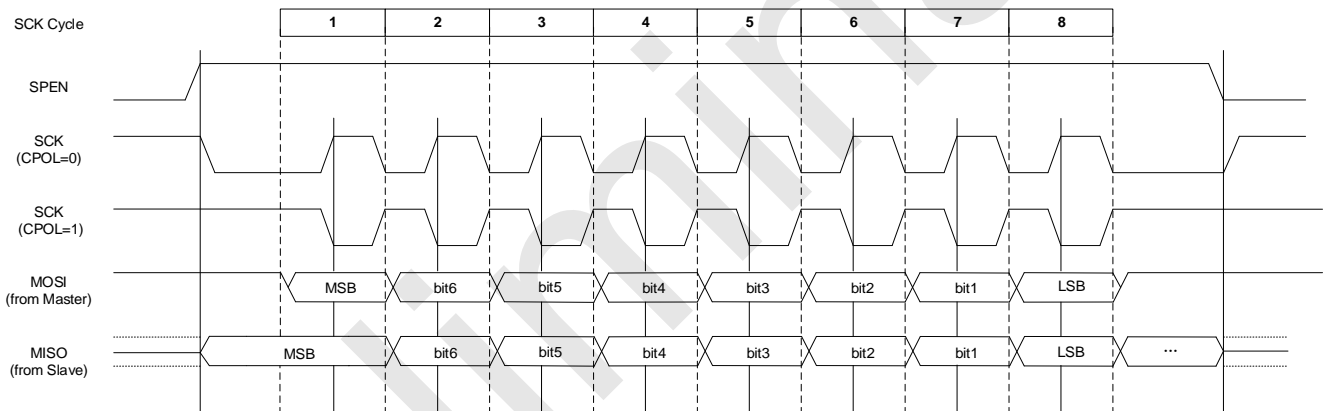 SCK Cycle 1 2 3 4 5 6 7 8
SPEN
SCK
(CPOL=0)
SCK
(CPOL=1)
MOSI
(from Master)
MSB bit6 bit5 bit4 bit3 bit2 bit1 LSB
MISO
(from Slave)
MSB bit6 bit5 bit4 bit3 bit2 bit1 LSB ...